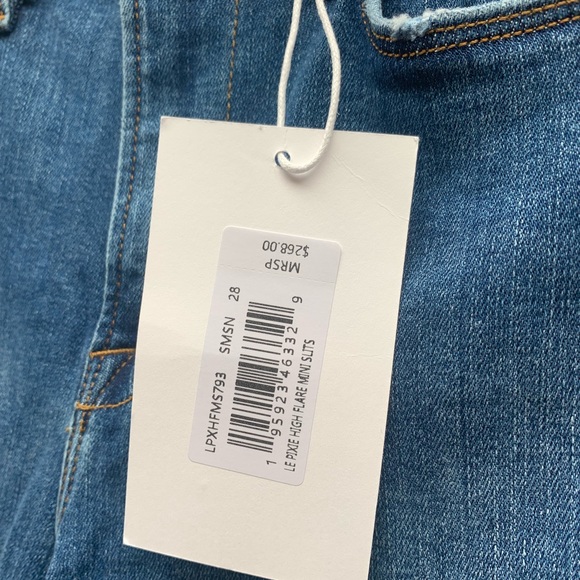 LPXHFMS793 SMSN 28
1 95923 46332 9
LE PIXIE HIGH FLARE MINI SLITS
MRSP
$268.00